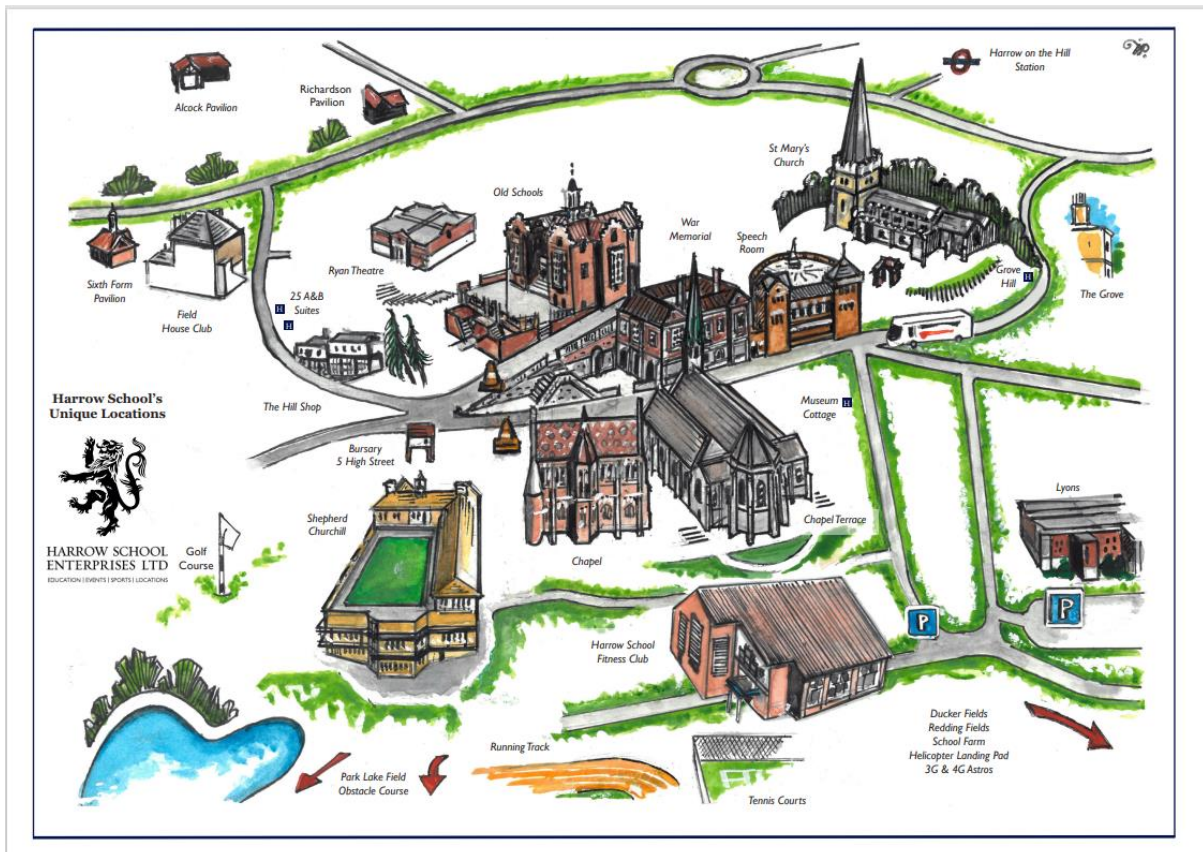 Harrow on the Hill
Station
Alcock Pavilion
Richardson
Pavilion
St Mary's
Church
Old Schools
War
Memorial
Speech
Room
Ryan Theatre
Sixth Form
Pavilion
Field
House Club
25 A&B
Suites
H
H
Grove
Hill
H
The Grove
1
The Hill Shop
Museum
Cottage
H
Harrow School's
Unique Locations
HARROW SCHOOL
ENTERPRISES LTD
EDUCATION | EVENTS | SPORTS | LOCATIONS
Bursary
5 High Street
Shepherd
Churchill
Golf
Course
Chapel
Chapel Terrace
Lyons
P
P
Harrow School
Fitness Club
Running Track
Park Lake Field
Obstacle Course
Tennis Courts
Ducker Fields
Redding Fields
School Farm
Helicopter Landing Pad
3G & 4G Astros